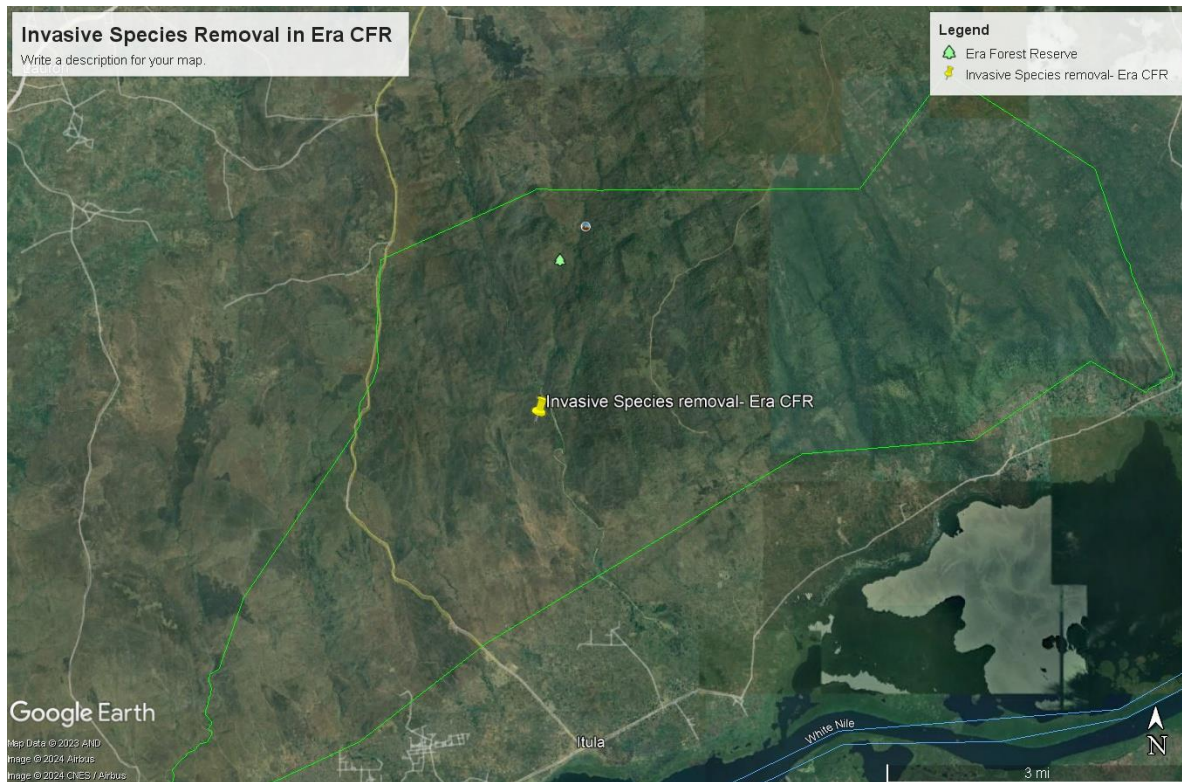 Invasive Species Removal in Era CFR
Write a description for your map.
Legend
Era Forest Reserve
Invasive Species removal- Era CFR
Invasive Species removal- Era CFR
White Nile
Itula
Google Earth
Map Data © 2023 AND
Image © 2024 Airbus
Image © 2024 CNES / Airbus
N
3 mi